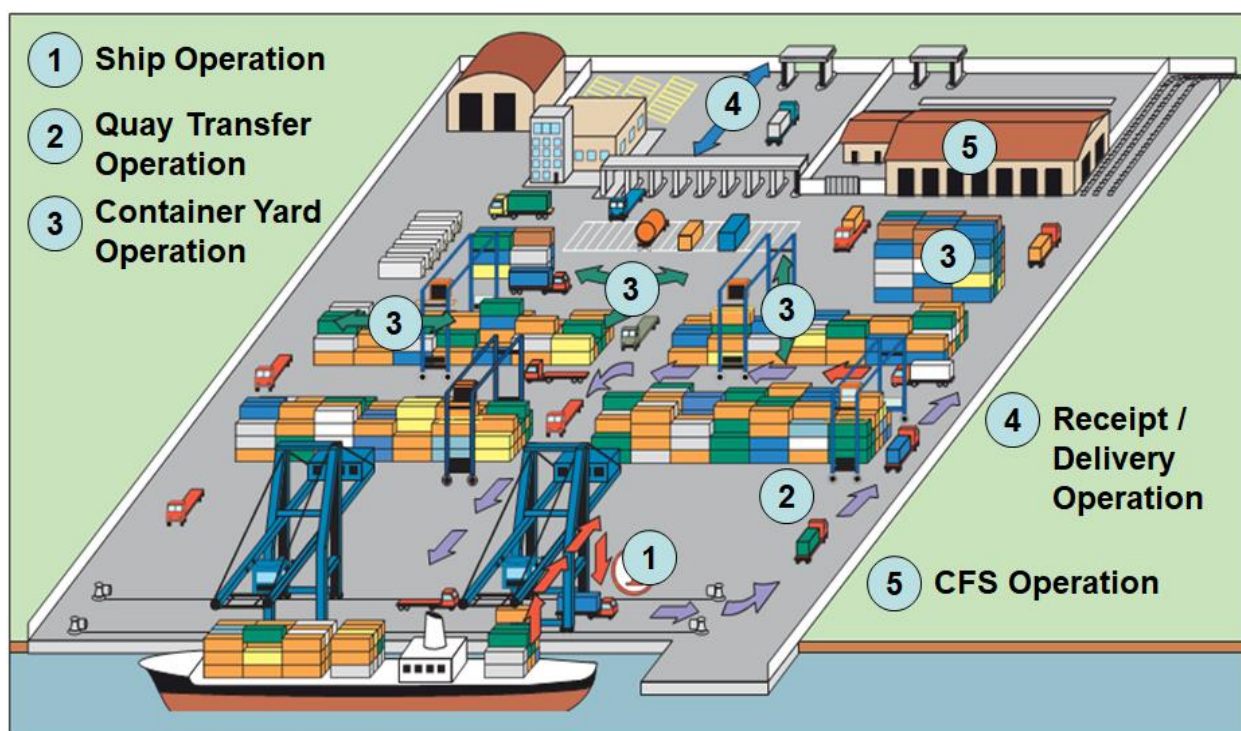 1 Ship Operation
2 Quay Transfer
Operation
3 Container Yard
Operation
4
5
3
3
3
3
4 Receipt /
Delivery
Operation
2
1
5 CFS Operation